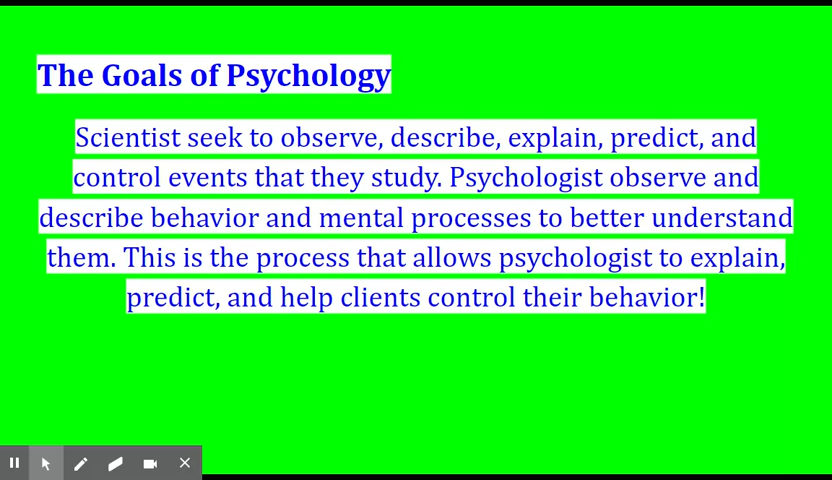 The Goals of Psychology
Scientist seek to observe, describe, explain, predict, and
control events that they study. Psychologist observe and
describe behavior and mental processes to better understand
them. This is the process that allows psychologist to explain,
predict, and help clients control their behavior!